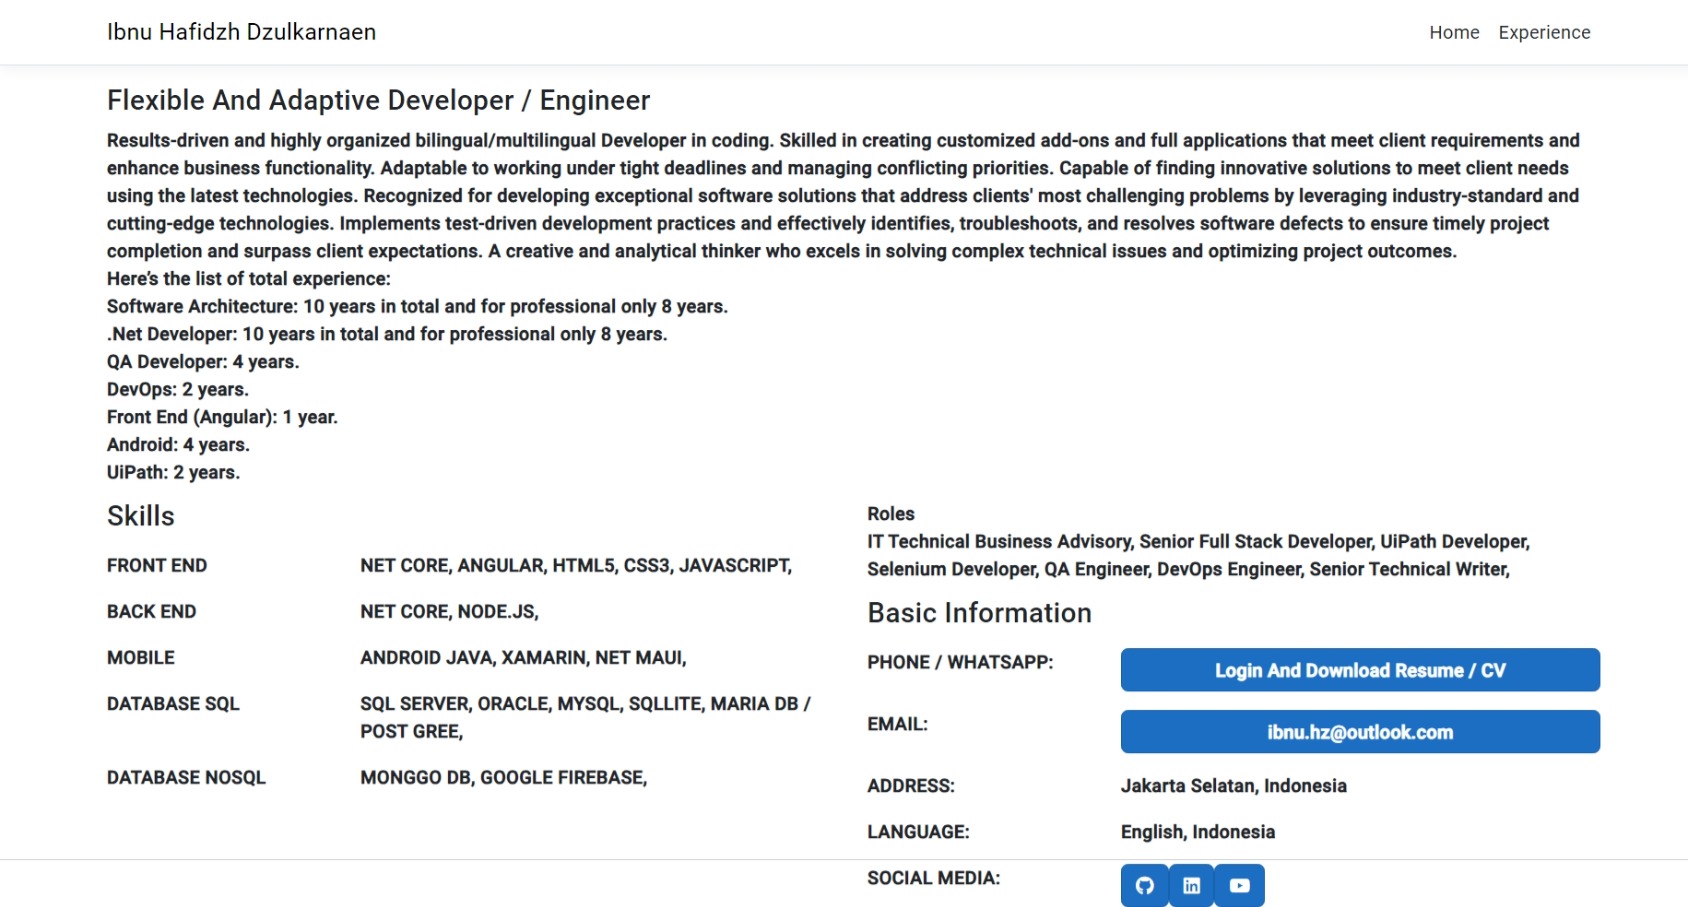 Ibnu Hafidzh Dzulkarnaen
Home Experience
Flexible And Adaptive Developer / Engineer
Results-driven and highly organized bilingual/multilingual Developer in coding. Skilled in creating customized add-ons and full applications that meet client requirements and
enhance business functionality. Adaptable to working under tight deadlines and managing conflicting priorities. Capable of finding innovative solutions to meet client needs
using the latest technologies. Recognized for developing exceptional software solutions that address clients' most challenging problems by leveraging industry-standard and
cutting-edge technologies. Implements test-driven development practices and effectively identifies, troubleshoots, and resolves software defects to ensure timely project
completion and surpass client expectations. A creative and analytical thinker who excels in solving complex technical issues and optimizing project outcomes.
Here's the list of total experience:
Software Architecture: 10 years in total and for professional only 8 years.
.Net Developer: 10 years in total and for professional only 8 years.
QA Developer: 4 years.
DevOps: 2 years.
Front End (Angular): 1 year.
Android: 4 years.
UiPath: 2 years.
Skills
FRONT END NET CORE, ANGULAR, HTML5, CSS3, JAVASCRIPT,
BACK END NET CORE, NODE.JS,
MOBILE ANDROID JAVA, XAMARIN, NET MAUI,
DATABASE SQL SQL SERVER, ORACLE, MYSQL, SQLLITE, MARIA DB /
POST GREE,
DATABASE NOSQL MONGGO DB, GOOGLE FIREBASE,
Roles
IT Technical Business Advisory, Senior Full Stack Developer, UiPath Developer,
Selenium Developer, QA Engineer, DevOps Engineer, Senior Technical Writer,
Basic Information
PHONE / WHATSAPP: Login And Download Resume / CV
EMAIL: ibnu.hz@outlook.com
ADDRESS: Jakarta Selatan, Indonesia
LANGUAGE: English, Indonesia
SOCIAL MEDIA: